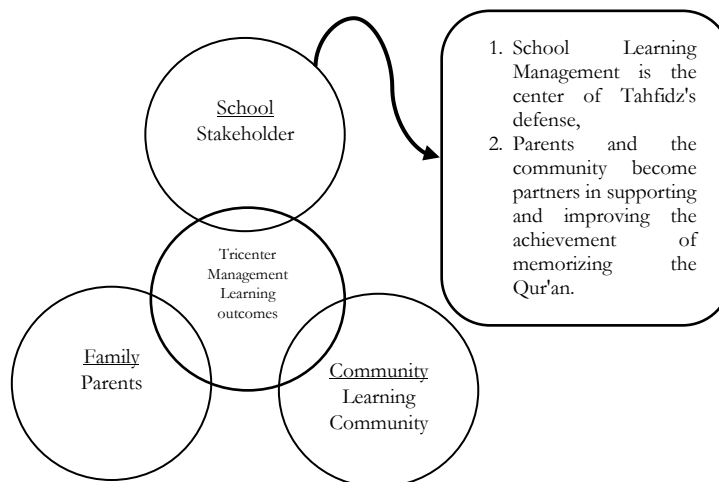 School
Stakeholder
1. School Learning
Management is the
center of Tahfidz's
defense,
2. Parents and the
community become
partners in supporting
and improving the
achievement of
memorizing the
Qur'an.
Tricenter
Management
Learning
outcomes
Family
Parents
Community
Learning
Community